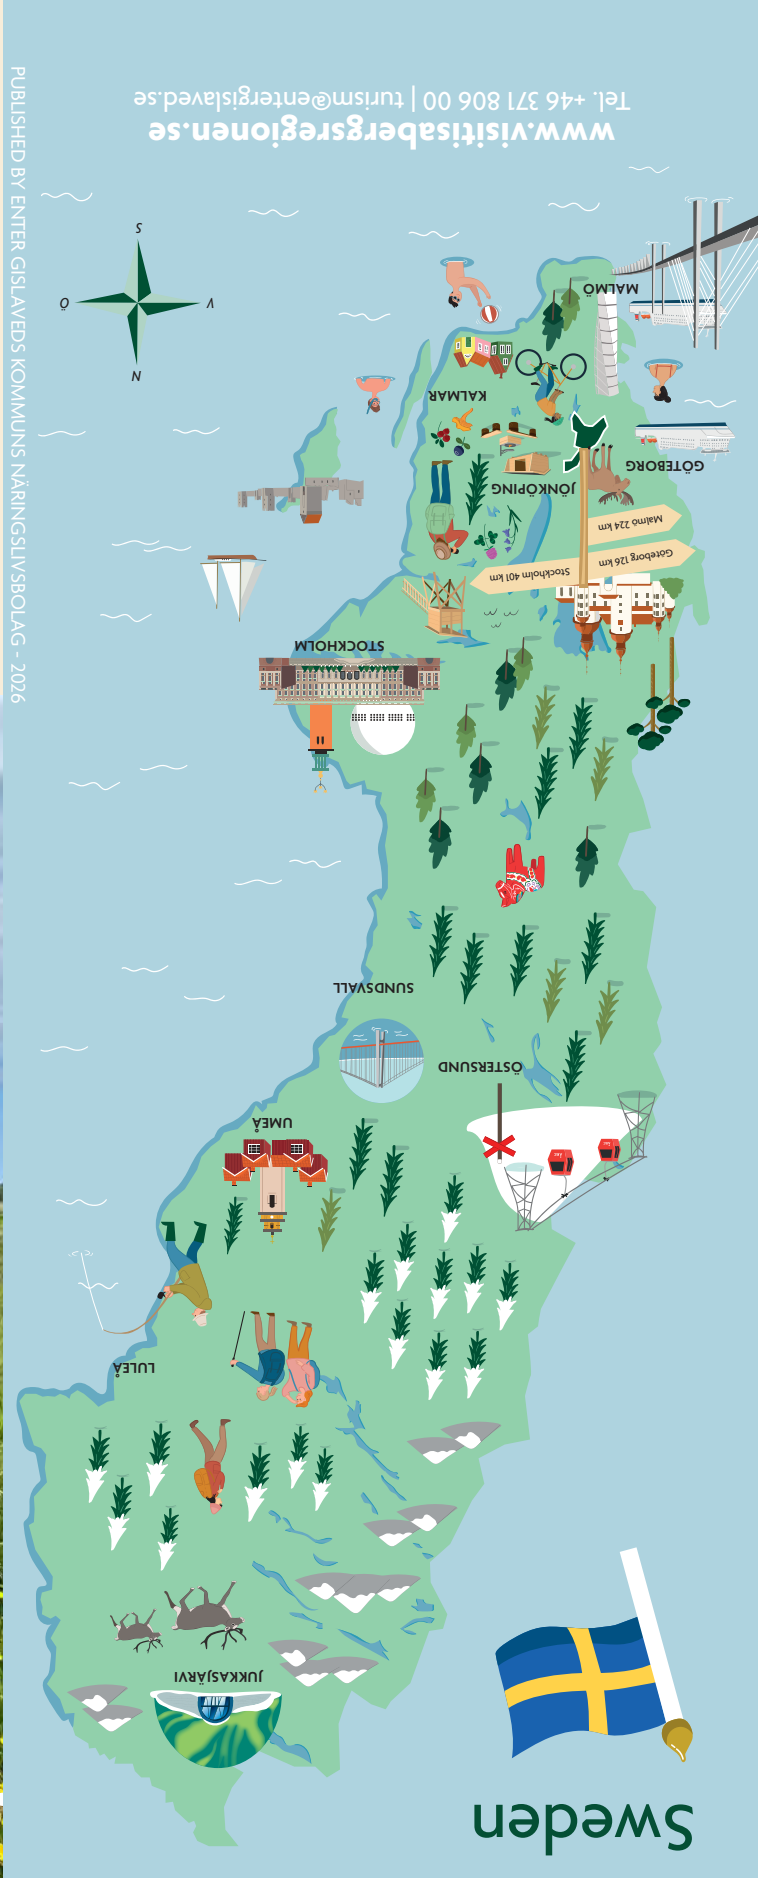 Sweden
JUKKASJÄRVI
LULEÅ
UMEÅ
ÖSTERSUND
SUNDSVALL
STOCKHOLM
Göteborg 126 km
Stockholm 401 km
Malmö 224 km
JÖNKÖPING
GÖTEBORG
KALMAR
MALMÖ
N
V
Ö
S
www.visitisabergsregionen.se
Tel. +46 371 806 00 | turism@entergislaved.se
PUBLISHED BY ENTER GISLAVEDS KOMMUNS NÄRINGSLIVSBOLAG - 2026